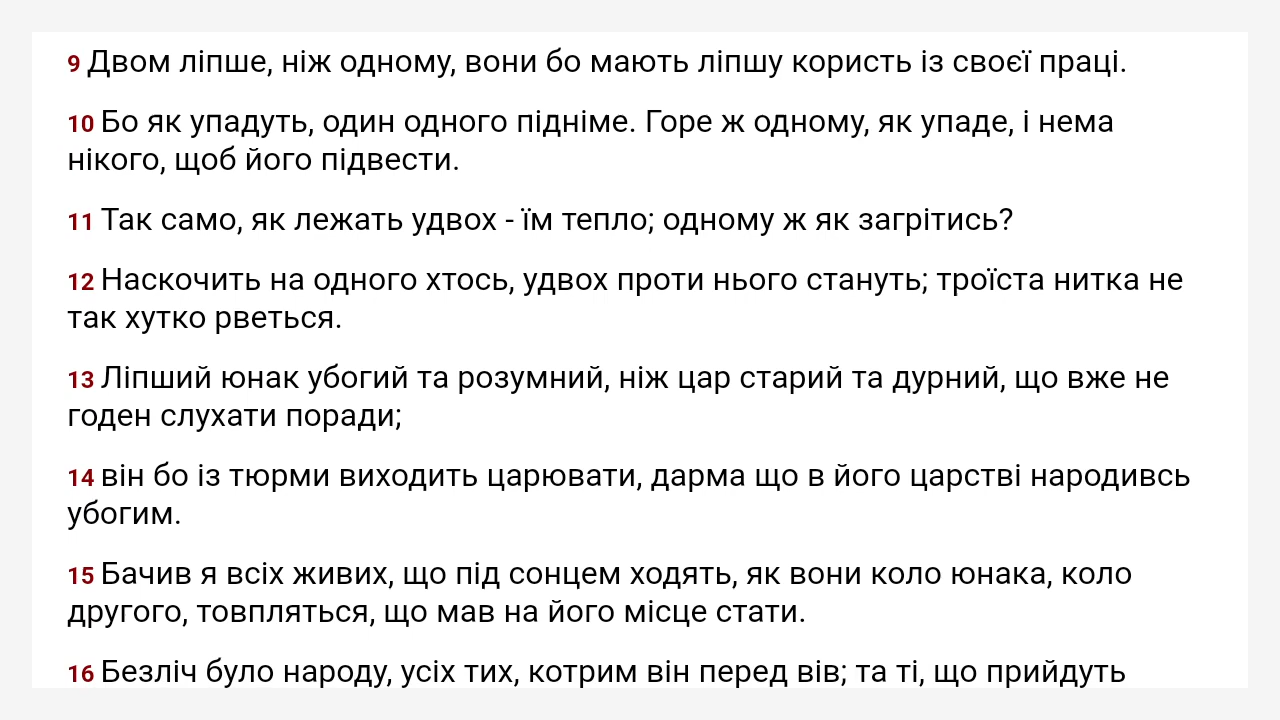 9 Двом ліпше, ніж одному, вони бо мають ліпшу користь із своєї праці.
10 Бо як упадуть, один одного підніме. Горе ж одному, як упаде, і нема
нікого, щоб його підвести.
11 Так само, як лежать удвох - їм тепло; одному ж як загрітись?
12 Наскочить на одного хтось, удвох проти нього стануть; троїста нитка не
так хутко рветься.
13 Ліпший юнак убогий та розумний, ніж цар старий та дурний, що вже не
годен слухати поради;
14 він бо із тюрми виходить царювати, дарма що в його царстві народивсь
убогим.
15 Бачив я всіх живих, що під сонцем ходять, як вони коло юнака, коло
другого, товпляться, що мав на його місце стати.
16 Безліч було народу, усіх тих, котрим він перед вів; та ті, що прийдуть